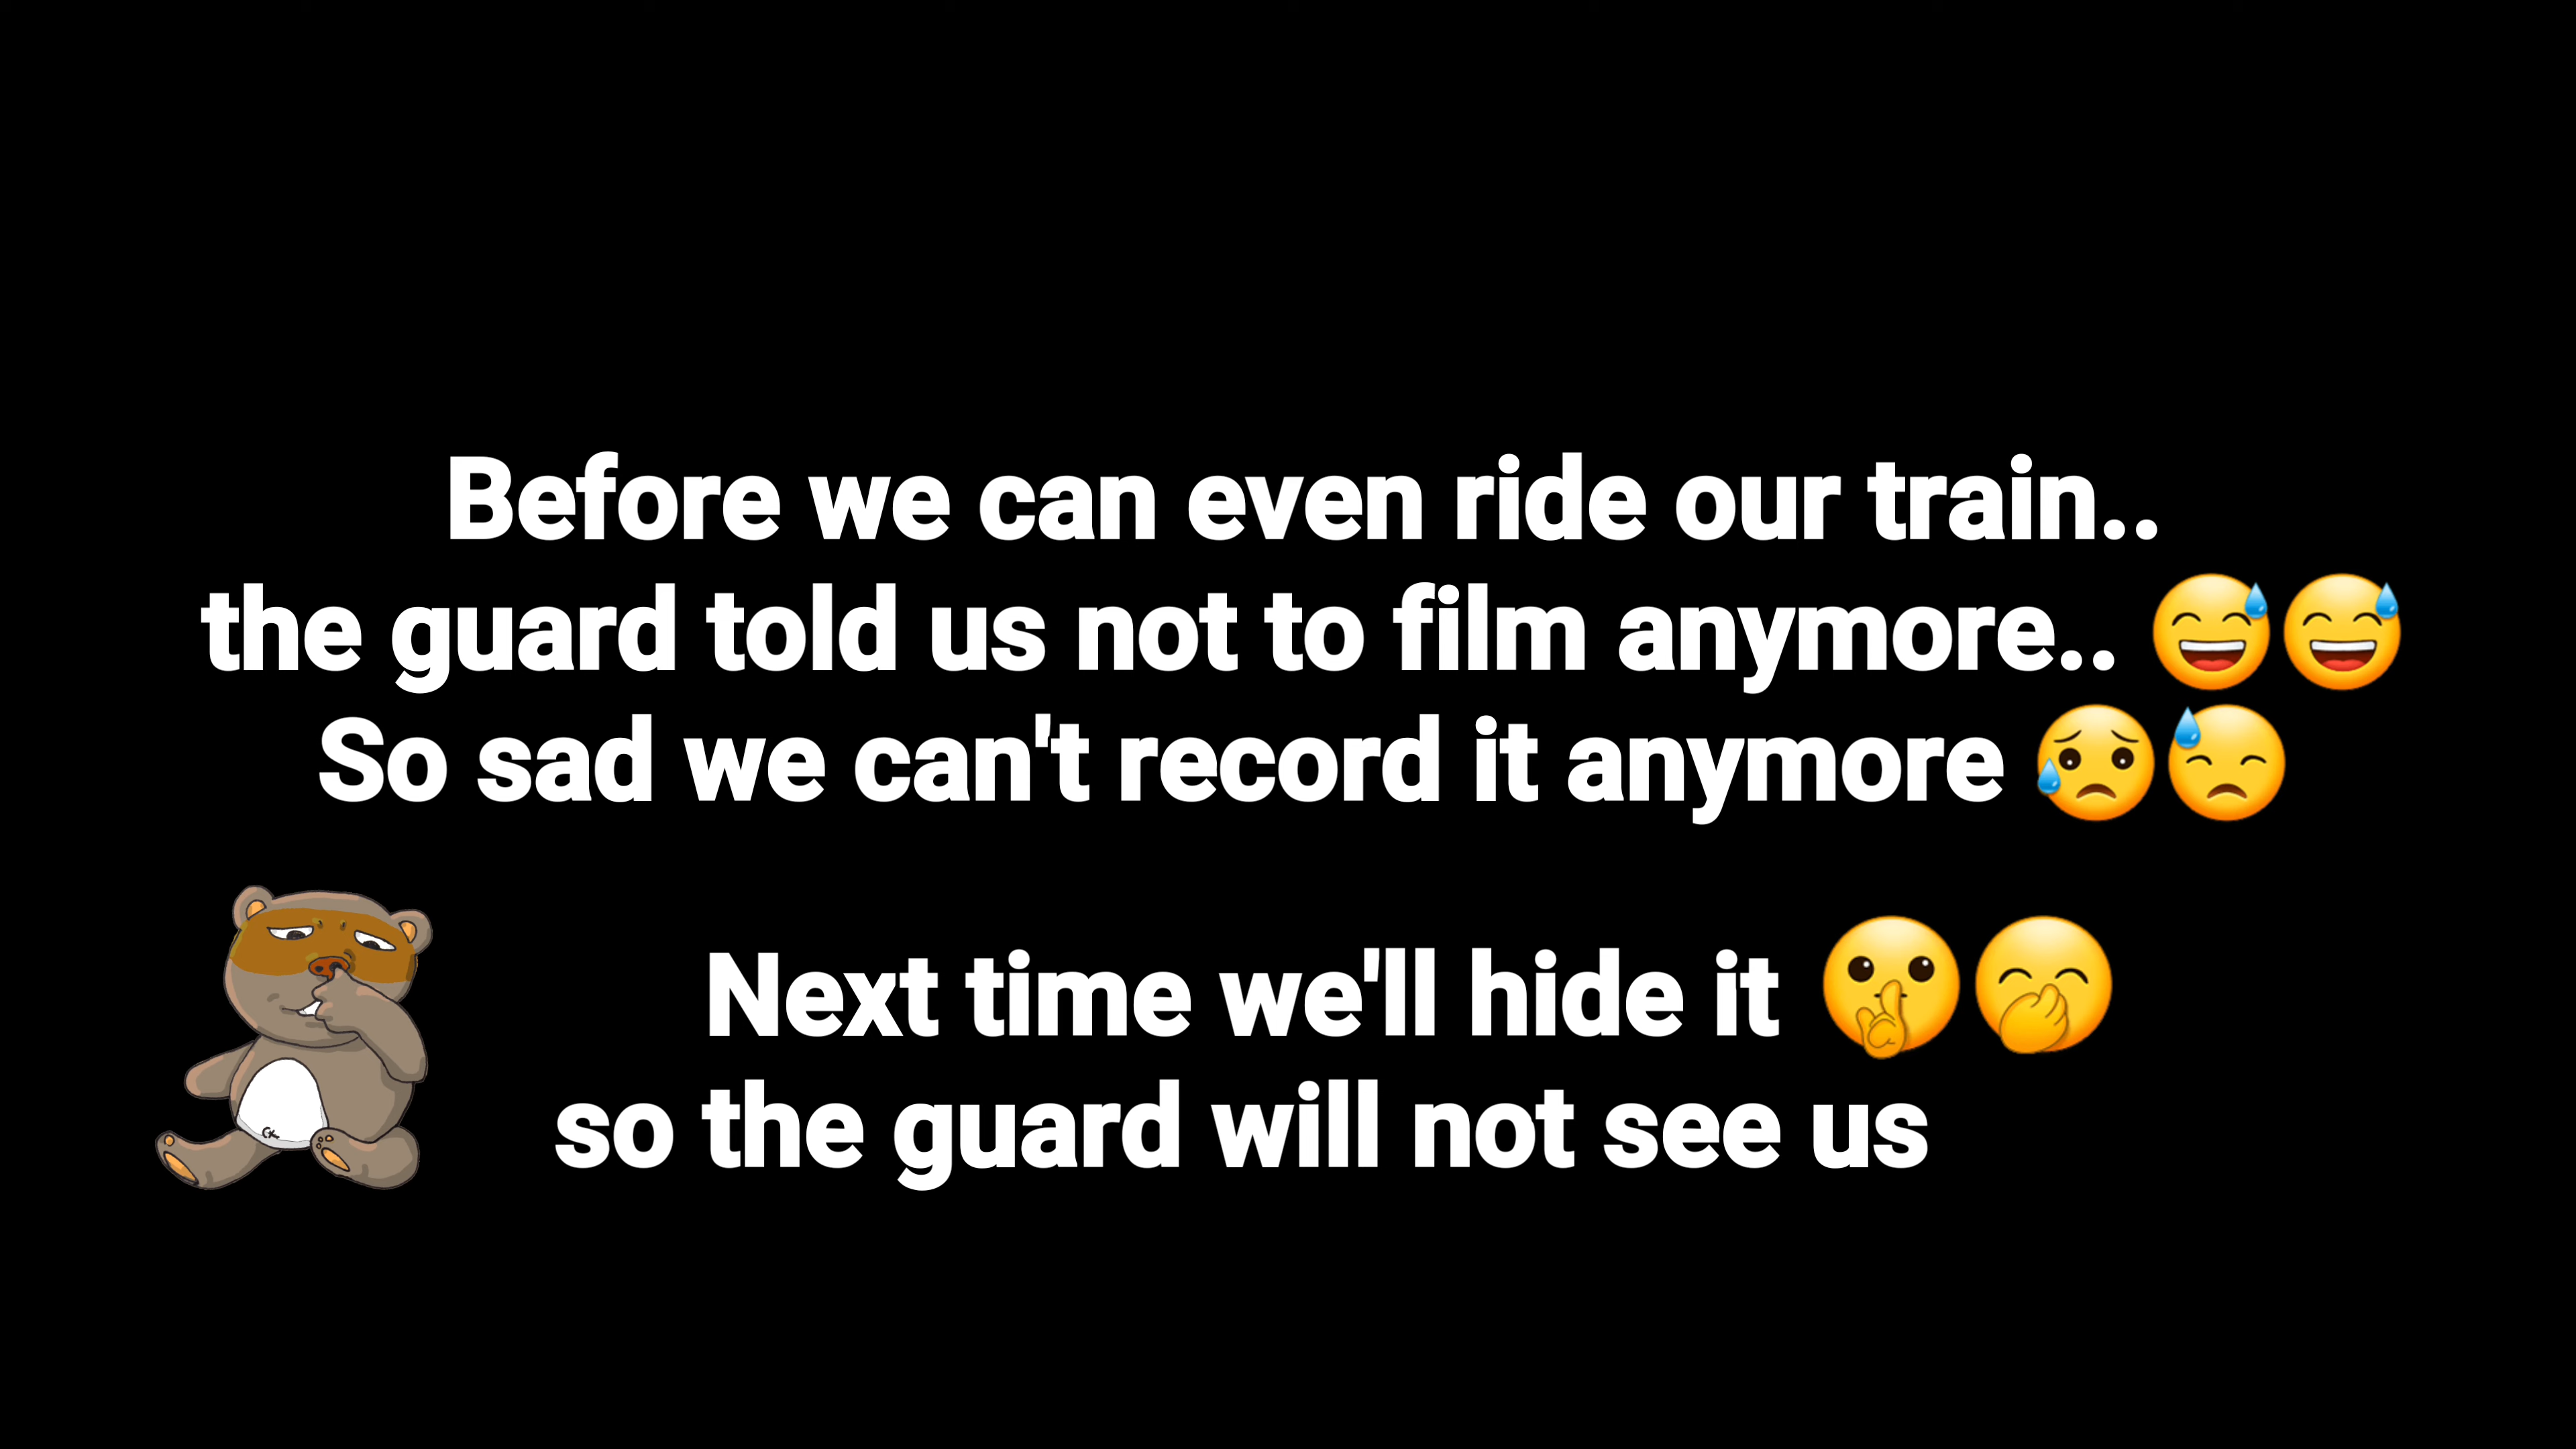 Before we can even ride our train..
the guard told us not to film anymore.. 😅😅
So sad we can't record it anymore 😥😓
Next time we'll hide it 🤫🤭
so the guard will not see us